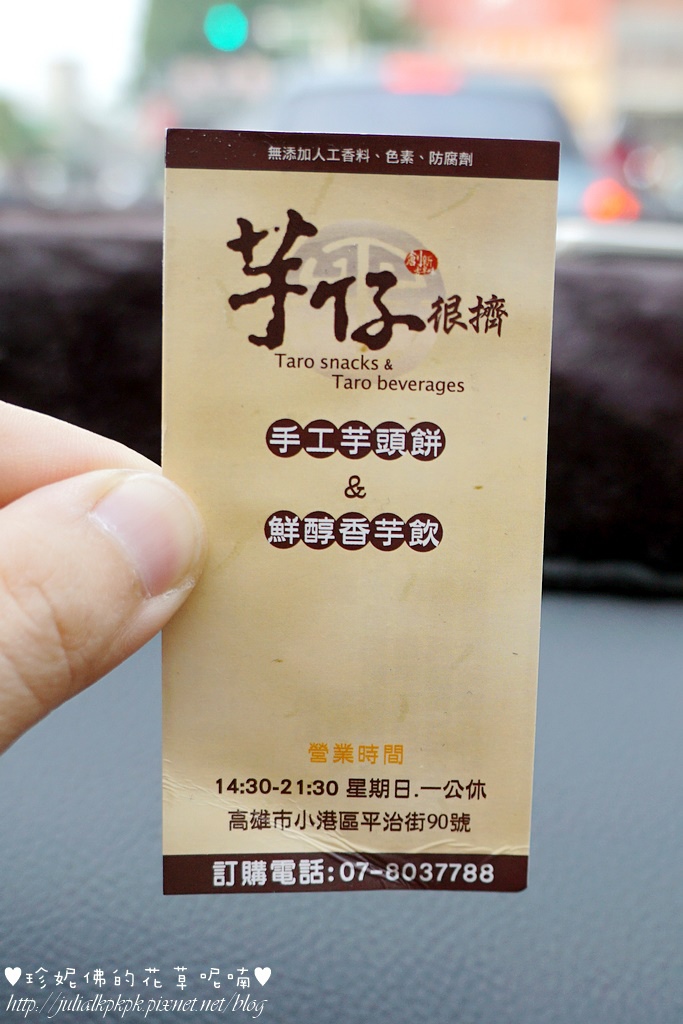 無添加人工香料、色素、防腐劑
芋仔很擠
創新
Taro snacks &
Taro beverages
手工芋頭餅
&
鮮醇香芋飲
營業時間
14:30-21:30 星期日.一公休
高雄市小港區平治街90號
訂購電話:07-8037788
♥珍妮佛的花草呢喃♥
http://julialkpkpk.pixnet.net/blog